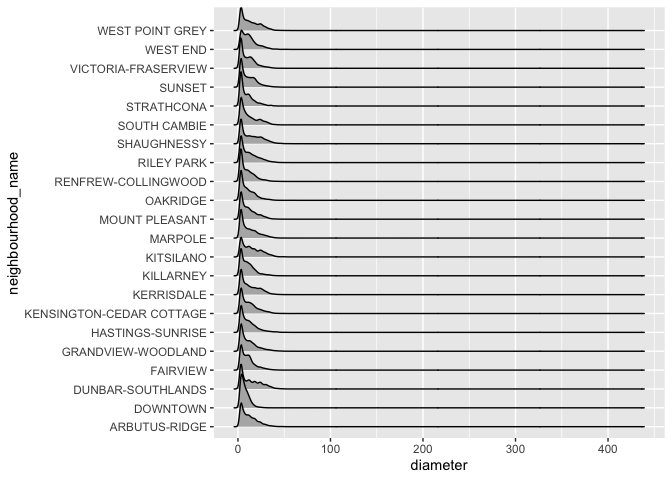 WEST POINT GREY
WEST END
VICTORIA-FRASERVIEW
SUNSET
STRATHCONA
SOUTH CAMBIE
SHAUGHNESSY
RILEY PARK
RENFREW-COLLINGWOOD
OAKRIDGE
MOUNT PLEASANT
MARPOLE
KITSILANO
KILLARNEY
KERRISDALE
KENSINGTON-CEDAR COTTAGE
HASTINGS-SUNRISE
GRANDVIEW-WOODLAND
FAIRVIEW
DUNBAR-SOUTHLANDS
DOWNTOWN
ARBUTUS-RIDGE
neighbourhood_name
0 100 200 300 400
diameter